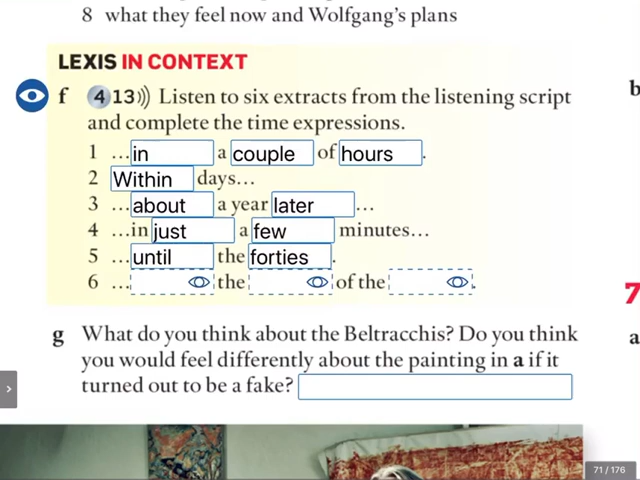 8 what they feel now and Wolfgang's plans
LEXIS IN CONTEXT
f 4 13 Listen to six extracts from the listening script
and complete the time expressions.
1 …in a couple of hours.
2 Within days…
3 …about a year later…
4 …in just a few minutes…
5 …until the forties.
6 … the of the .
g What do you think about the Beltracchis? Do you think
you would feel differently about the painting in a if it
turned out to be a fake?
b
7
a
71 / 176